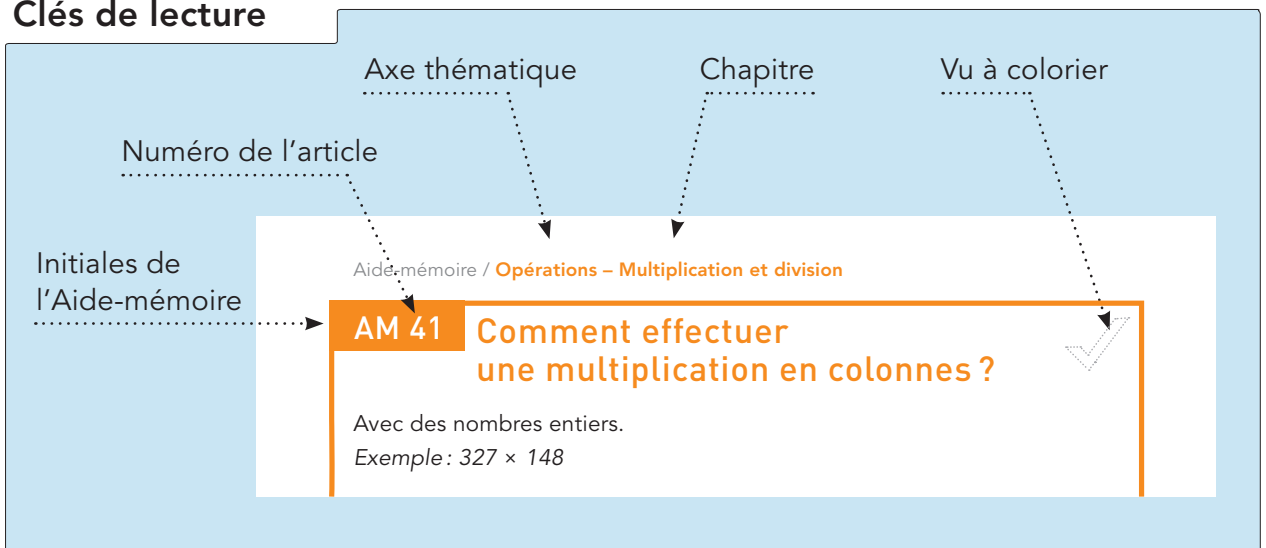 Clés de lecture
Axe thématique
Chapitre
Vu à colorier
Numéro de l'article
Initiales de
l'Aide-mémoire
Aide-mémoire / Opérations – Multiplication et division
AM 41
Comment effectuer
une multiplication en colonnes ?
Avec des nombres entiers.
Exemple : 327 × 148